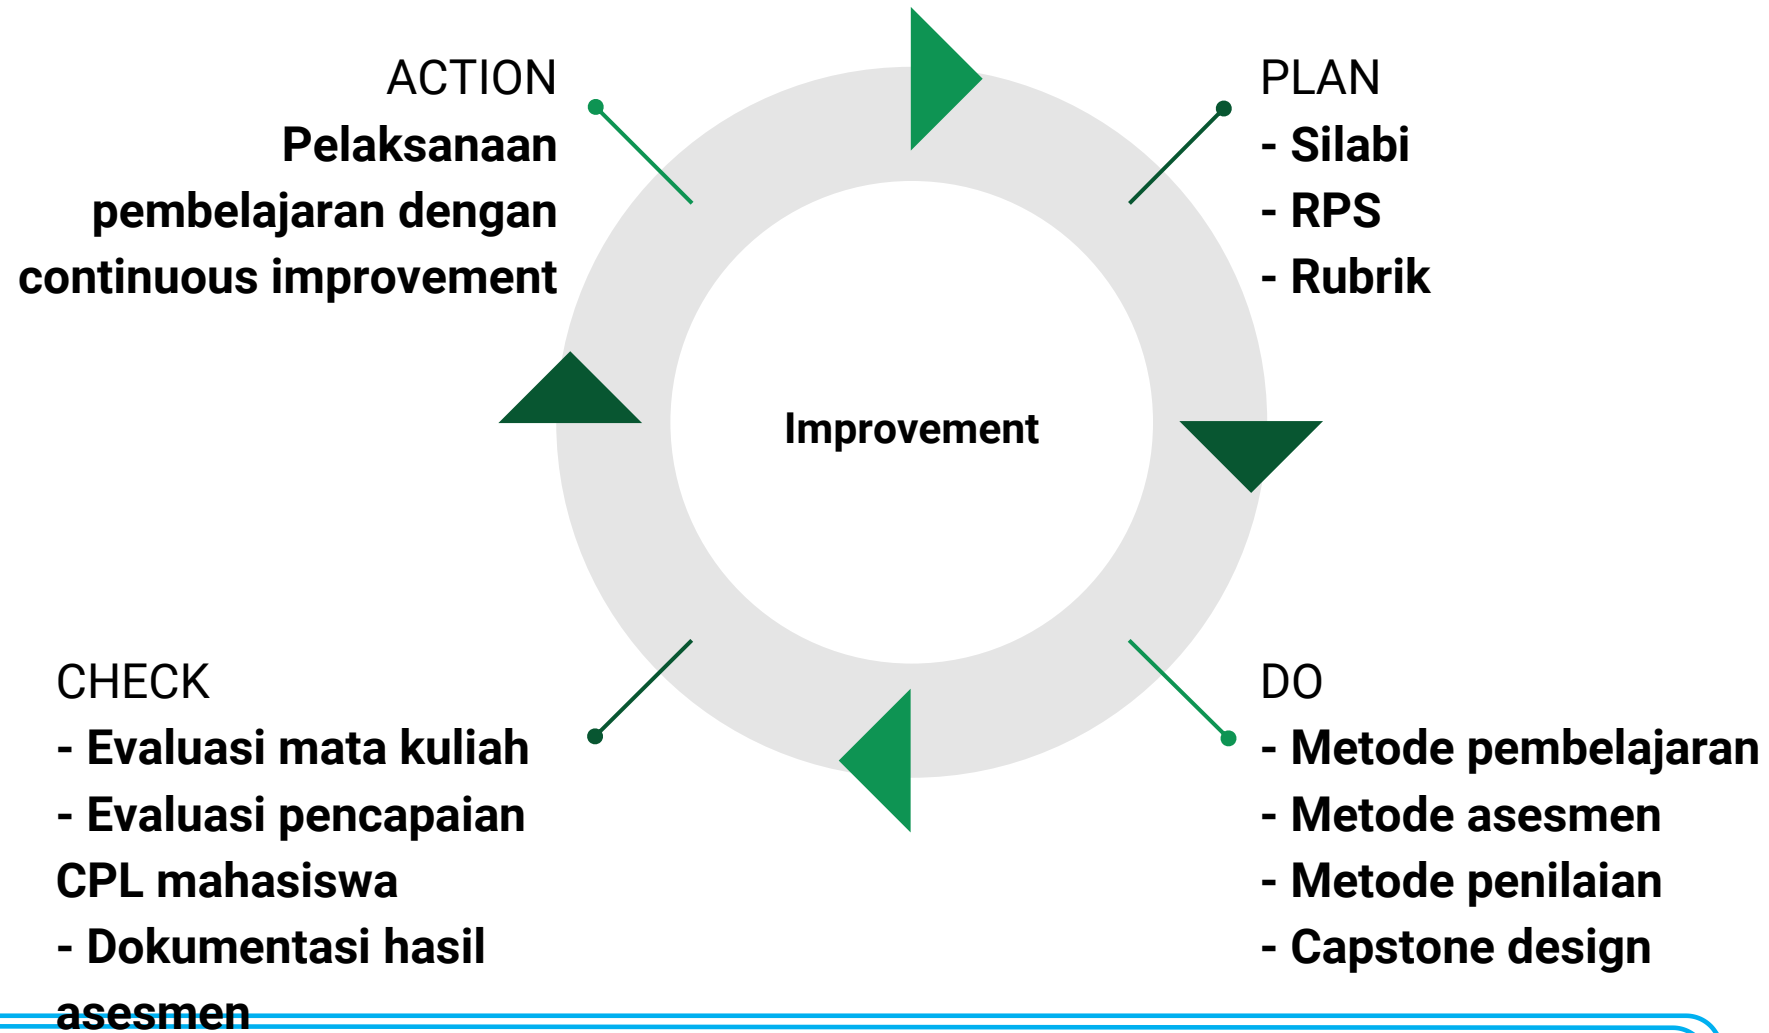 ACTION
Pelaksanaan
pembelajaran dengan
continuous improvement
PLAN
- Silabi
- RPS
- Rubrik
Improvement
CHECK
- Evaluasi mata kuliah
- Evaluasi pencapaian
CPL mahasiswa
- Dokumentasi hasil
asesmen
DO
- Metode pembelajaran
- Metode asesmen
- Metode penilaian
- Capstone design